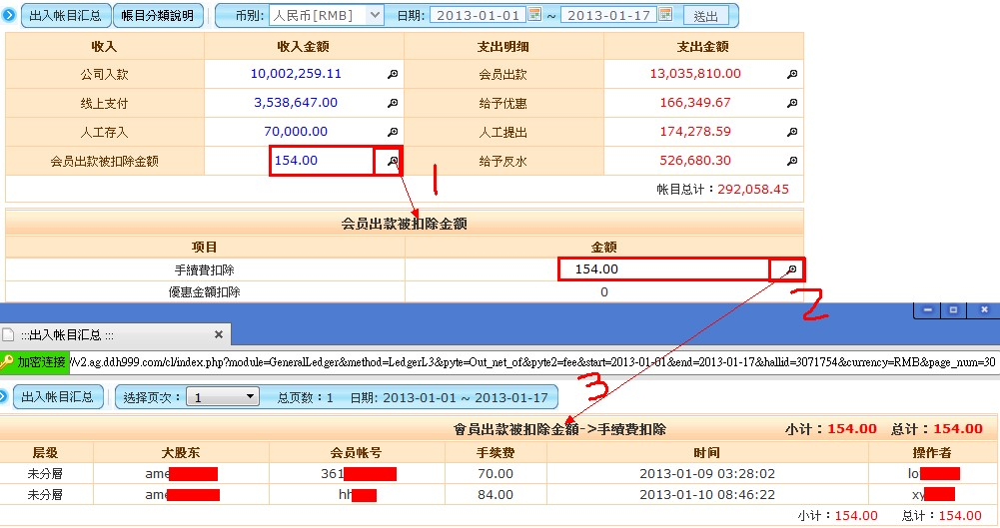 出入帳目汇总 帳目分類說明 币别: 人民币[RMB] 日期: 2013-01-01 ~ 2013-01-17 送出
收入 收入金额 支出明细 支出金额
公司入款 10,002,259.11 会员出款 13,035,810.00
线上支付 3,538,647.00 给予优惠 166,349.67
人工存入 70,000.00 人工提出 174,278.59
会员出款被扣除金额 154.00 给予反水 526,680.30
帐目总计：292,058.45
1
会员出款被扣除金额
项目 金额
手續費扣除 154.00
優惠金額扣除 0
2
:::出入帐目汇总 :::
加密连接 //v2.ag.ddh999.com/cl/index.php?module=GeneralLedger&method=LedgerL3&pyte=Out_net_of&pyte2=fee&start=2013-01-01&end=2013-01-17&hallid=3071754&currency=RMB&page_num=30
3
出入帐目汇总 选择页次： 1 总页数：1 日期: 2013-01-01 ~ 2013-01-17
會員出款被扣除金額->手續費扣除 小计：154.00 总计：154.00
层级 大股东 会员帐号 手续费 时间 操作者
未分層 ame 361 70.00 2013-01-09 03:28:02 lo
未分層 ame hh 84.00 2013-01-10 08:46:22 xy
小计：154.00 总计：154.00